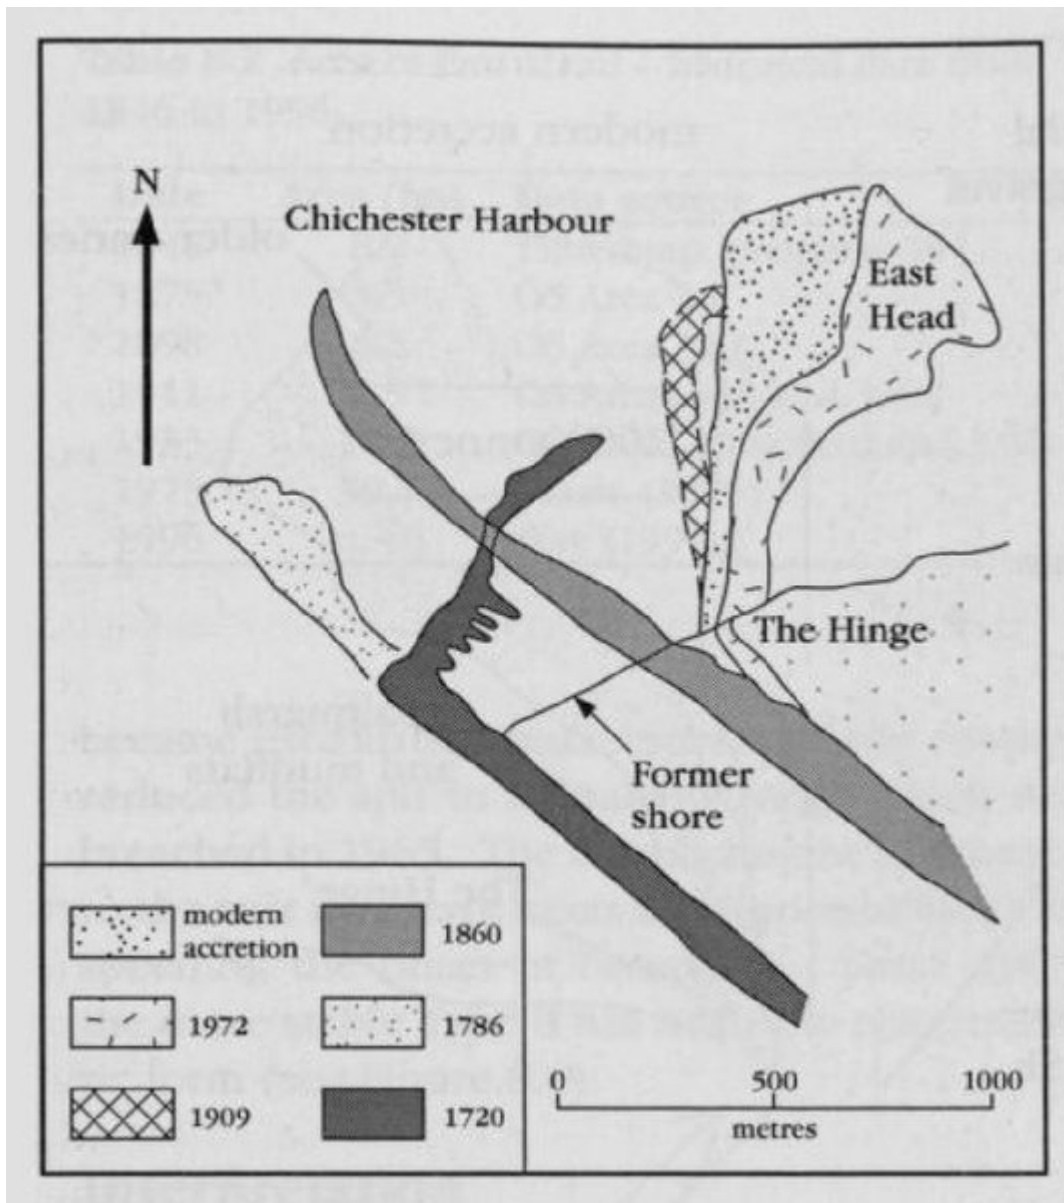 N
Chichester Harbour
East
Head
The Hinge
Former
shore
modern
accretion
1860
1972
1786
1909
1720
0
500
1000
metres